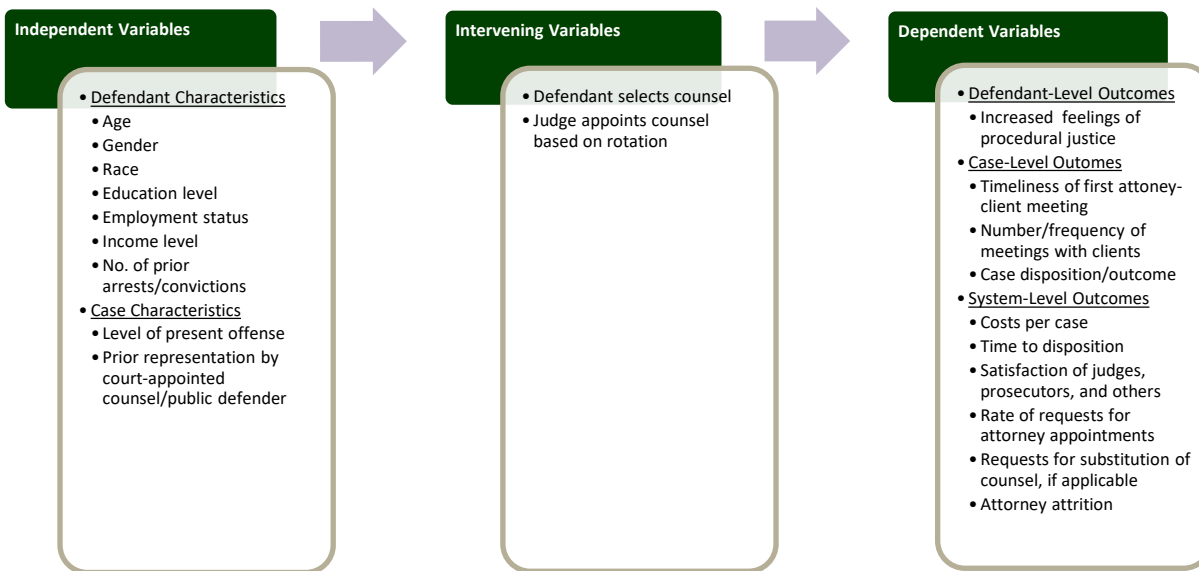 Independent Variables
• Defendant Characteristics
• Age
• Gender
• Race
• Education level
• Employment status
• Income level
• No. of prior
arrests/convictions
• Case Characteristics
• Level of present offense
• Prior representation by
court-appointed
counsel/public defender
Intervening Variables
• Defendant selects counsel
• Judge appoints counsel
based on rotation
Dependent Variables
• Defendant-Level Outcomes
• Increased feelings of
procedural justice
• Case-Level Outomes
• Timeliness of first attoney-
client meeting
• Number/frequency of
meetings with clients
• Case disposition/outcome
• System-Level Outcomes
• Costs per case
• Time to disposition
• Satisfaction of judges,
prosecutors, and others
• Rate of requests for
attorney appointments
• Requests for substitution of
counsel, if applicable
• Attorney attrition